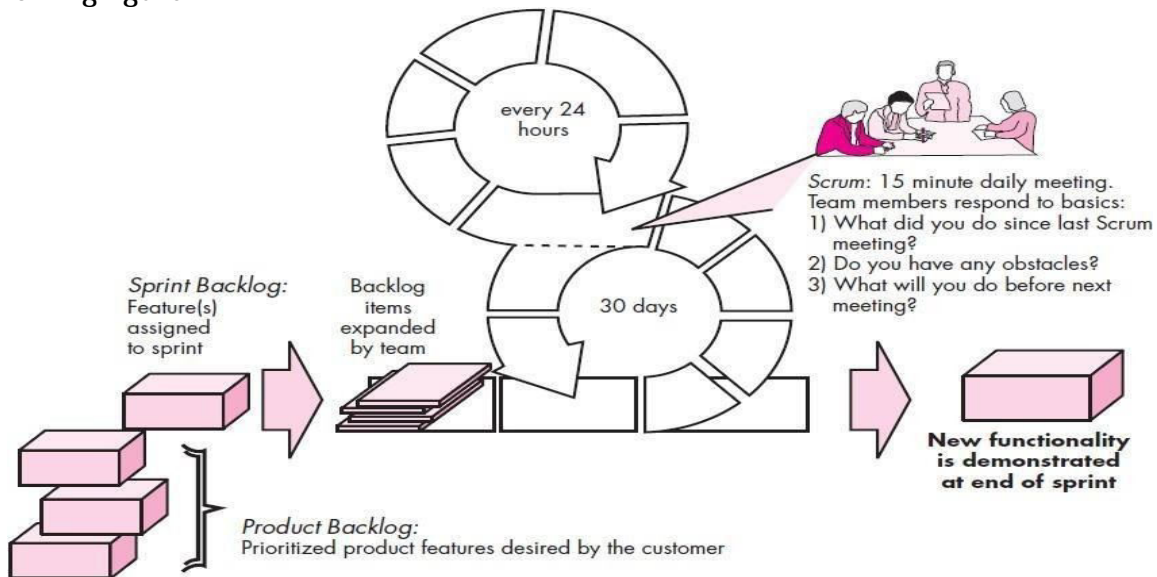 every 24
hours
Scrum: 15 minute daily meeting.
Team members respond to basics:
1) What did you do since last Scrum
meeting?
2) Do you have any obstacles?
3) What will you do before next
meeting?
Sprint Backlog:
Feature(s)
assigned
to sprint
Backlog
items
expanded
by team
30 days
New functionality
is demonstrated
at end of sprint
Product Backlog:
Prioritized product features desired by the customer